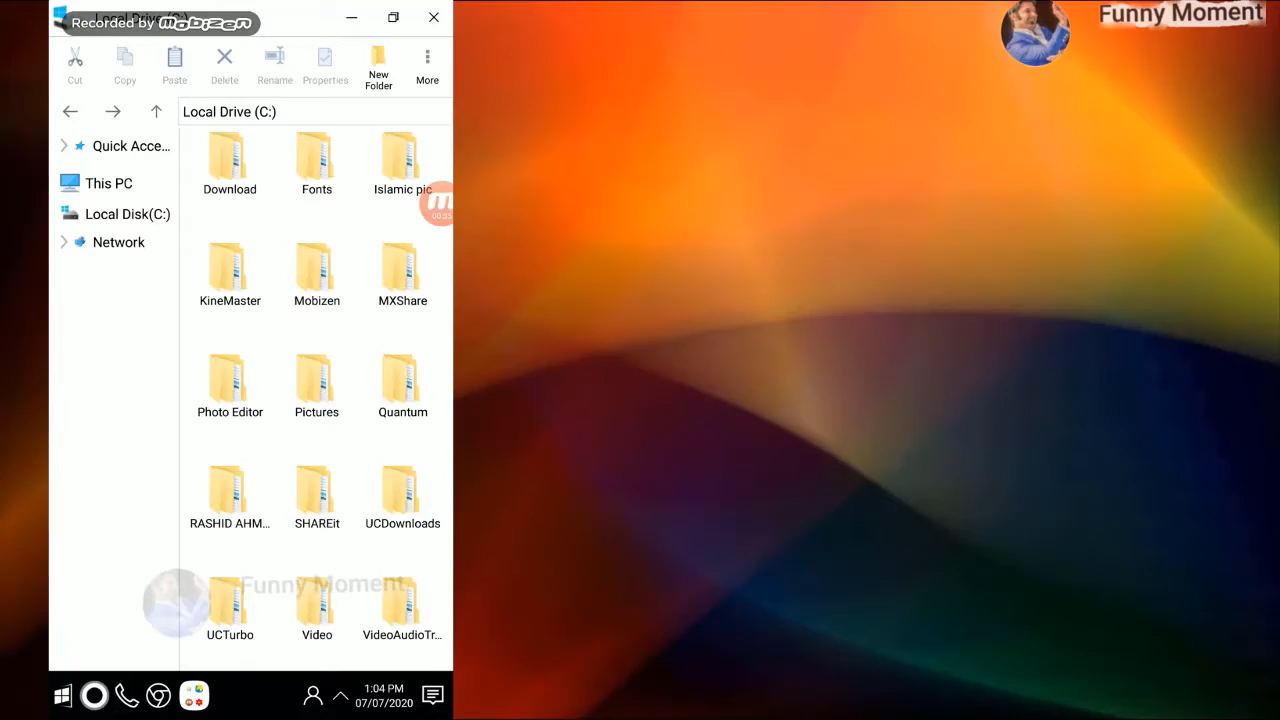 Recorded by mobizen
Funny Moment
Cut
Copy
Paste
Delete
Rename
Properties
New
Folder
More
Local Drive (C:)
Quick Acce...
This PC
Local Disk(C:)
Network
Download
Fonts
Islamic pic
00:35
KineMaster
Mobizen
MXShare
Photo Editor
Pictures
Quantum
RASHID AHM...
SHAREit
UCDownloads
Funny Moment
UCTurbo
Video
VideoAudioTr...
1:04 PM
07/07/2020